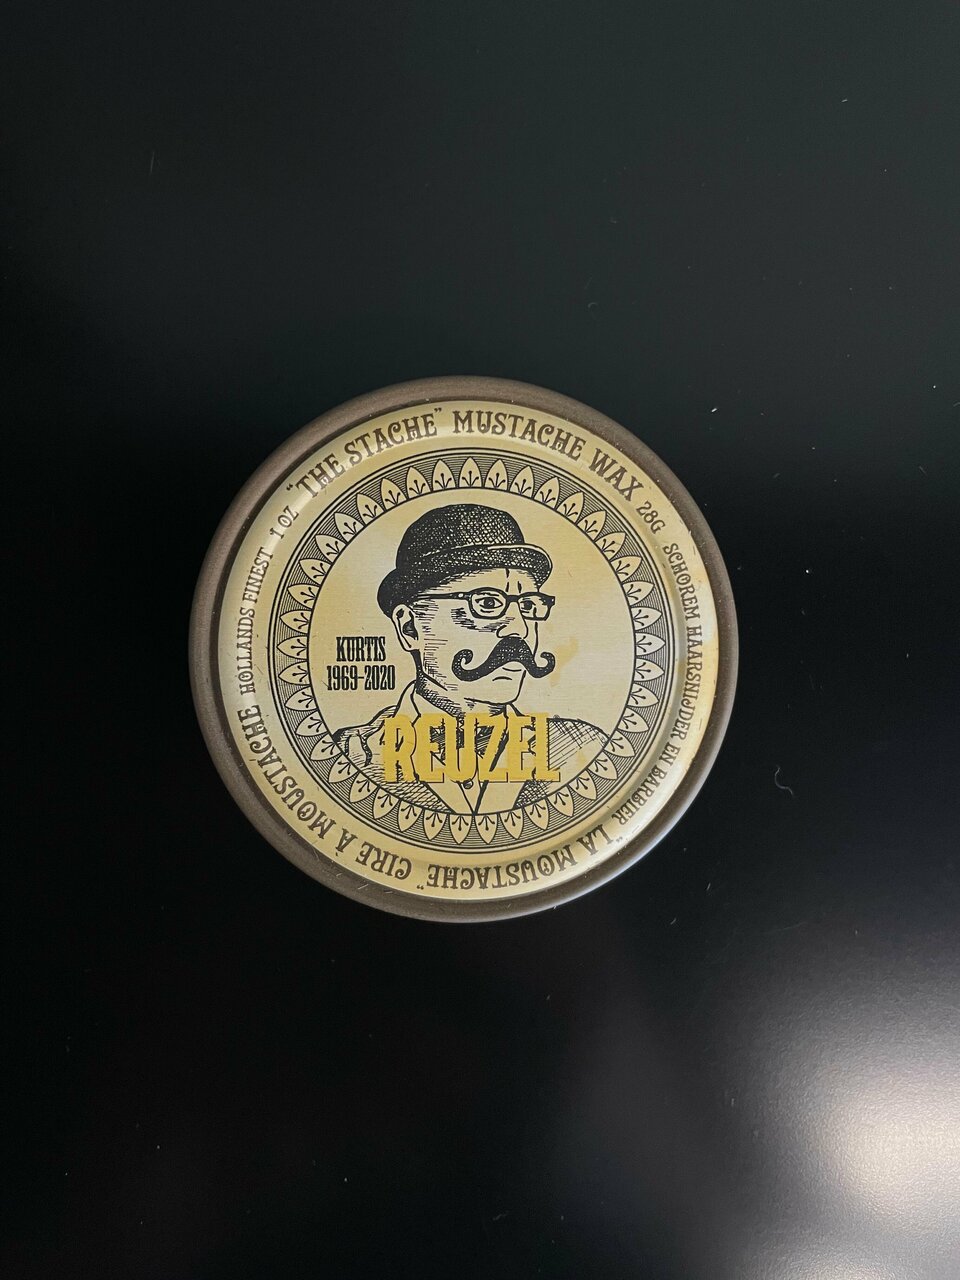 "THE STACHE" MUSTACHE WAX 28G
SCHOREM HAARSNIJDER EN BARBIER
"LA MOUSTACHE" CIRE À MOUSTACHE
HOLLANDS FINEST 1 OZ
KURTIS
1969-2020
REUZEL